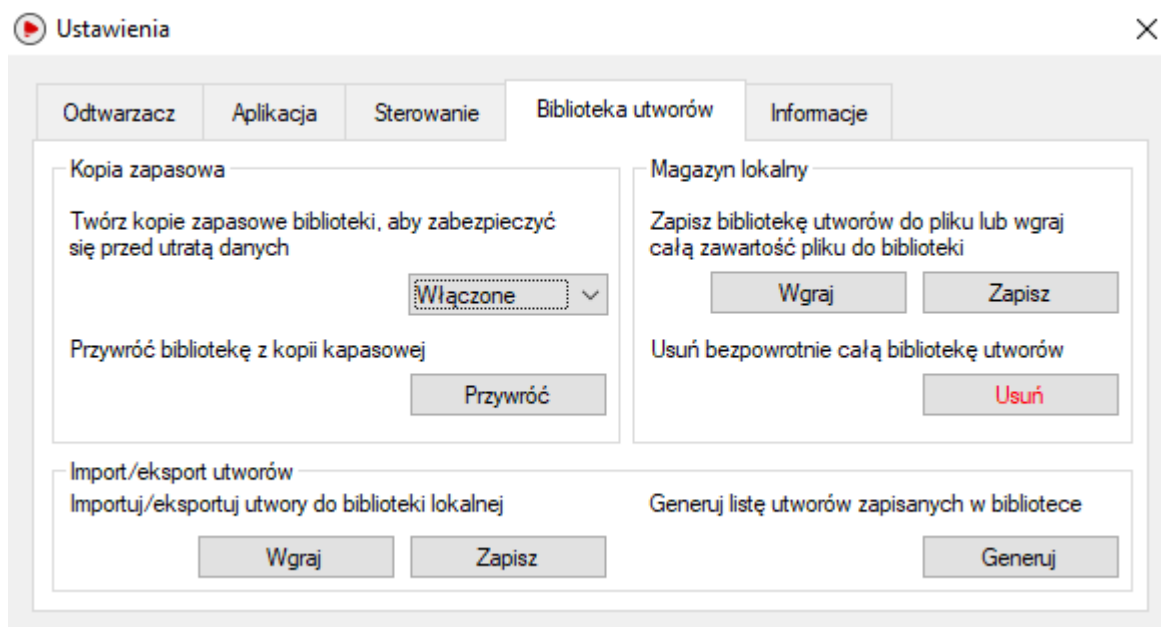 Ustawienia
Odtwarzacz
Aplikacja
Sterowanie
Biblioteka utworów
Informacje
Kopia zapasowa
Twórz kopie zapasowe biblioteki, aby zabezpieczyć
się przed utratą danych
Włączone
Przywróć bibliotekę z kopii kapasowej
Przywróć
Magazyn lokalny
Zapisz bibliotekę utworów do pliku lub wgraj
całą zawartość pliku do biblioteki
Wgraj
Zapisz
Usuń bezpowrotnie całą bibliotekę utworów
Usuń
Import/eksport utworów
Importuj/eksportuj utwory do biblioteki lokalnej
Wgraj
Zapisz
Generuj listę utworów zapisanych w bibliotece
Generuj